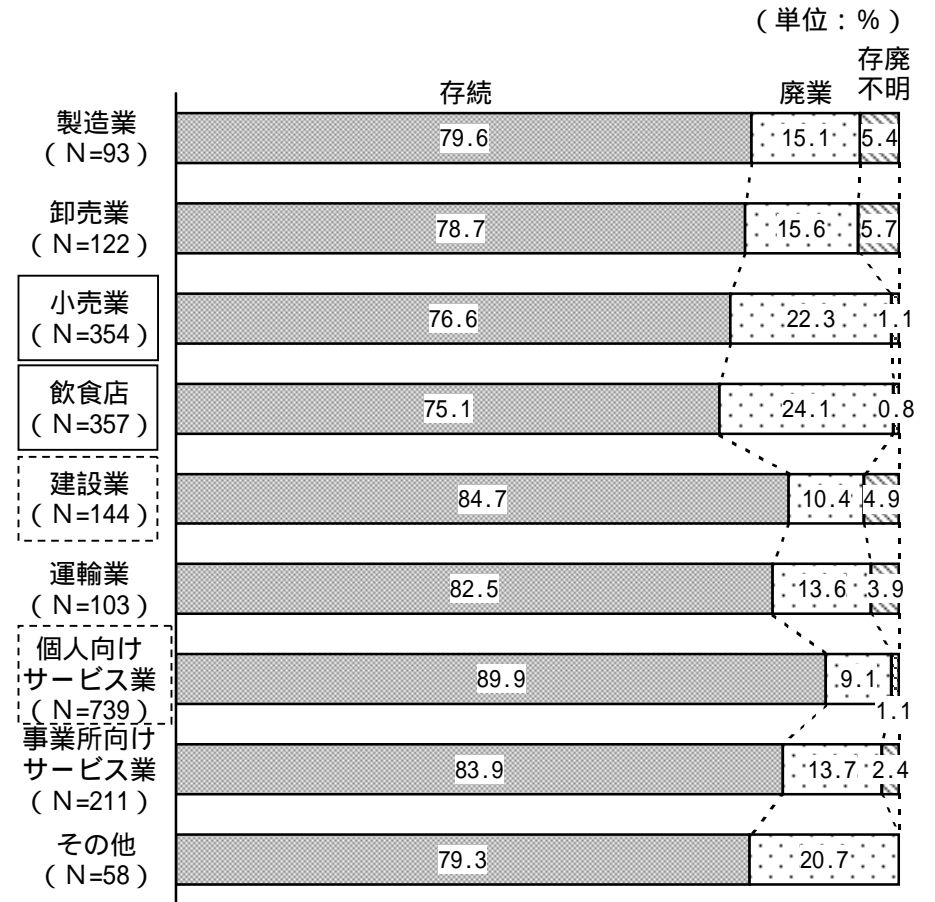 （単位：％）
存続
廃業
存廃
不明
製造業
（N=93）
79.6
15.1
5.4
卸売業
（N=122）
78.7
15.6
5.7
小売業
（N=354）
76.6
22.3
1.1
飲食店
（N=357）
75.1
24.1
0.8
建設業
（N=144）
84.7
10.4
4.9
運輸業
（N=103）
82.5
13.6
3.9
個人向け
サービス業
（N=739）
89.9
9.1
1.1
事業所向け
サービス業
（N=211）
83.9
13.7
2.4
その他
（N=58）
79.3
20.7